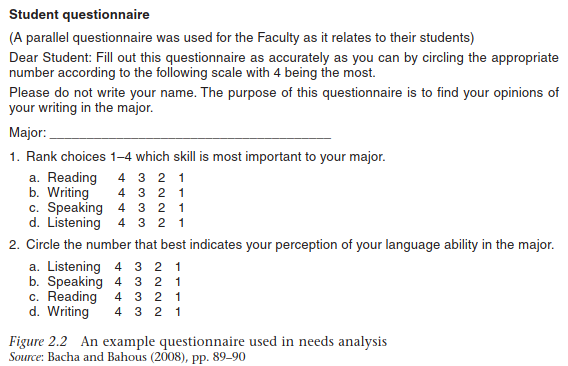 Student questionnaire
(A parallel questionnaire was used for the Faculty as it relates to their students)
Dear Student: Fill out this questionnaire as accurately as you can by circling the appropriate
number according to the following scale with 4 being the most.
Please do not write your name. The purpose of this questionnaire is to find your opinions of
your writing in the major.
Major: ______________________________________
1. Rank choices 1–4 which skill is most important to your major.
a. Reading 4 3 2 1
b. Writing 4 3 2 1
c. Speaking 4 3 2 1
d. Listening 4 3 2 1
2. Circle the number that best indicates your perception of your language ability in the major.
a. Listening 4 3 2 1
b. Speaking 4 3 2 1
c. Reading 4 3 2 1
d. Writing 4 3 2 1
Figure 2.2 An example questionnaire used in needs analysis
Source: Bacha and Bahous (2008), pp. 89–90